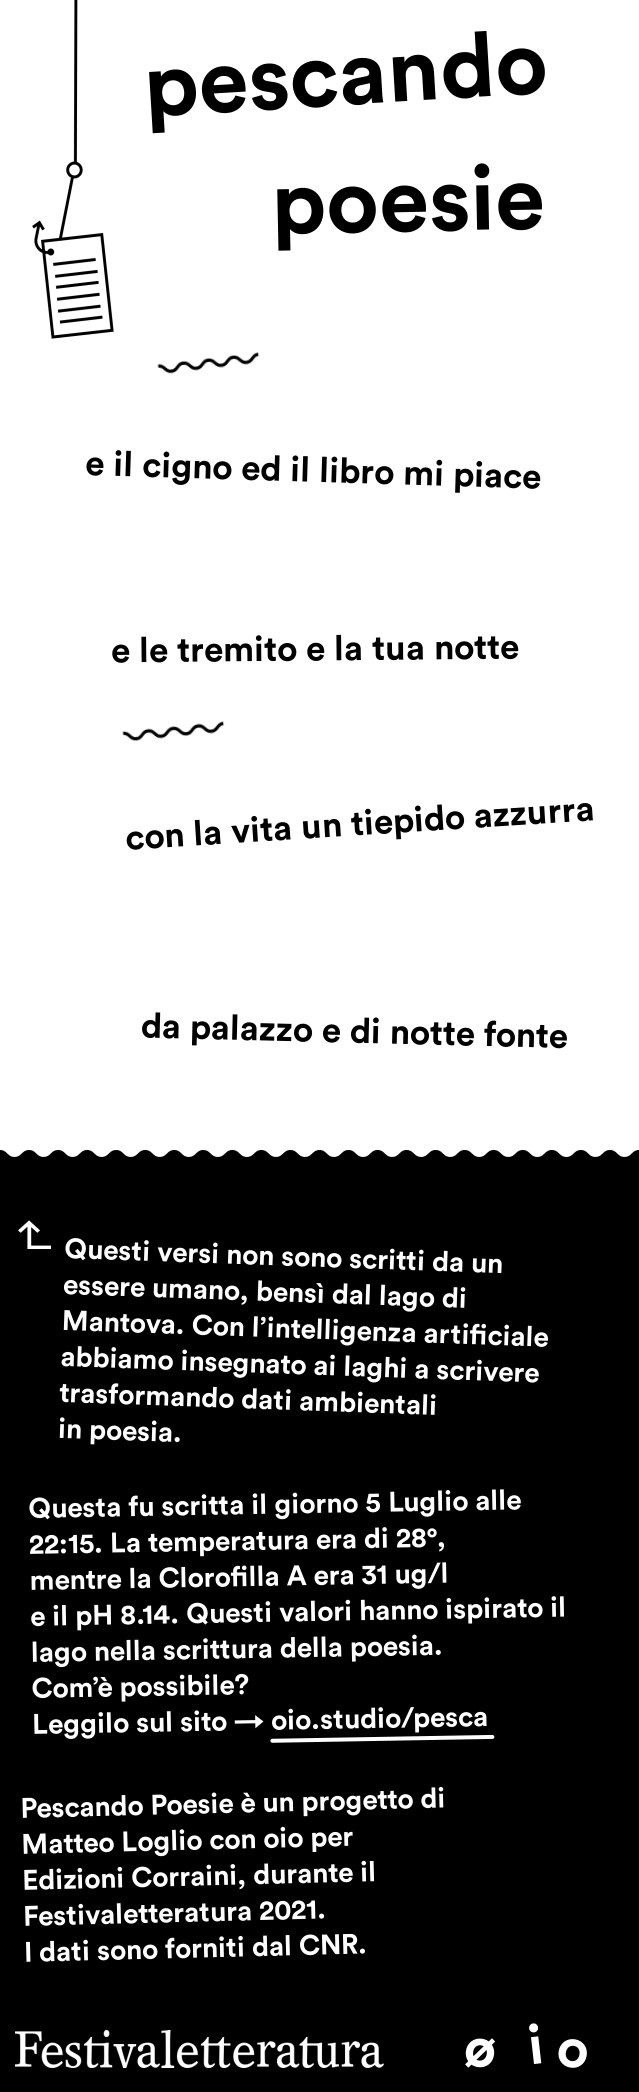 pescando
poesie
e il cigno ed il libro mi piace
e le tremito e la tua notte
con la vita un tiepido azzurra
da palazzo e di notte fonte
Questi versi non sono scritti da un
essere umano, bensì dal lago di
Mantova. Con l’intelligenza artificiale
abbiamo insegnato ai laghi a scrivere
trasformando dati ambientali
in poesia.
Questa fu scritta il giorno 5 Luglio alle
22:15. La temperatura era di 28°,
mentre la Clorofilla A era 31 ug/l
e il pH 8.14. Questi valori hanno ispirato il
lago nella scrittura della poesia.
Com’è possibile?
Leggilo sul sito → oio.studio/pesca
Pescando Poesie è un progetto di
Matteo Loglio con oio per
Edizioni Corraini, durante il
Festivaletteratura 2021.
I dati sono forniti dal CNR.
Festivaletteratura ø i o